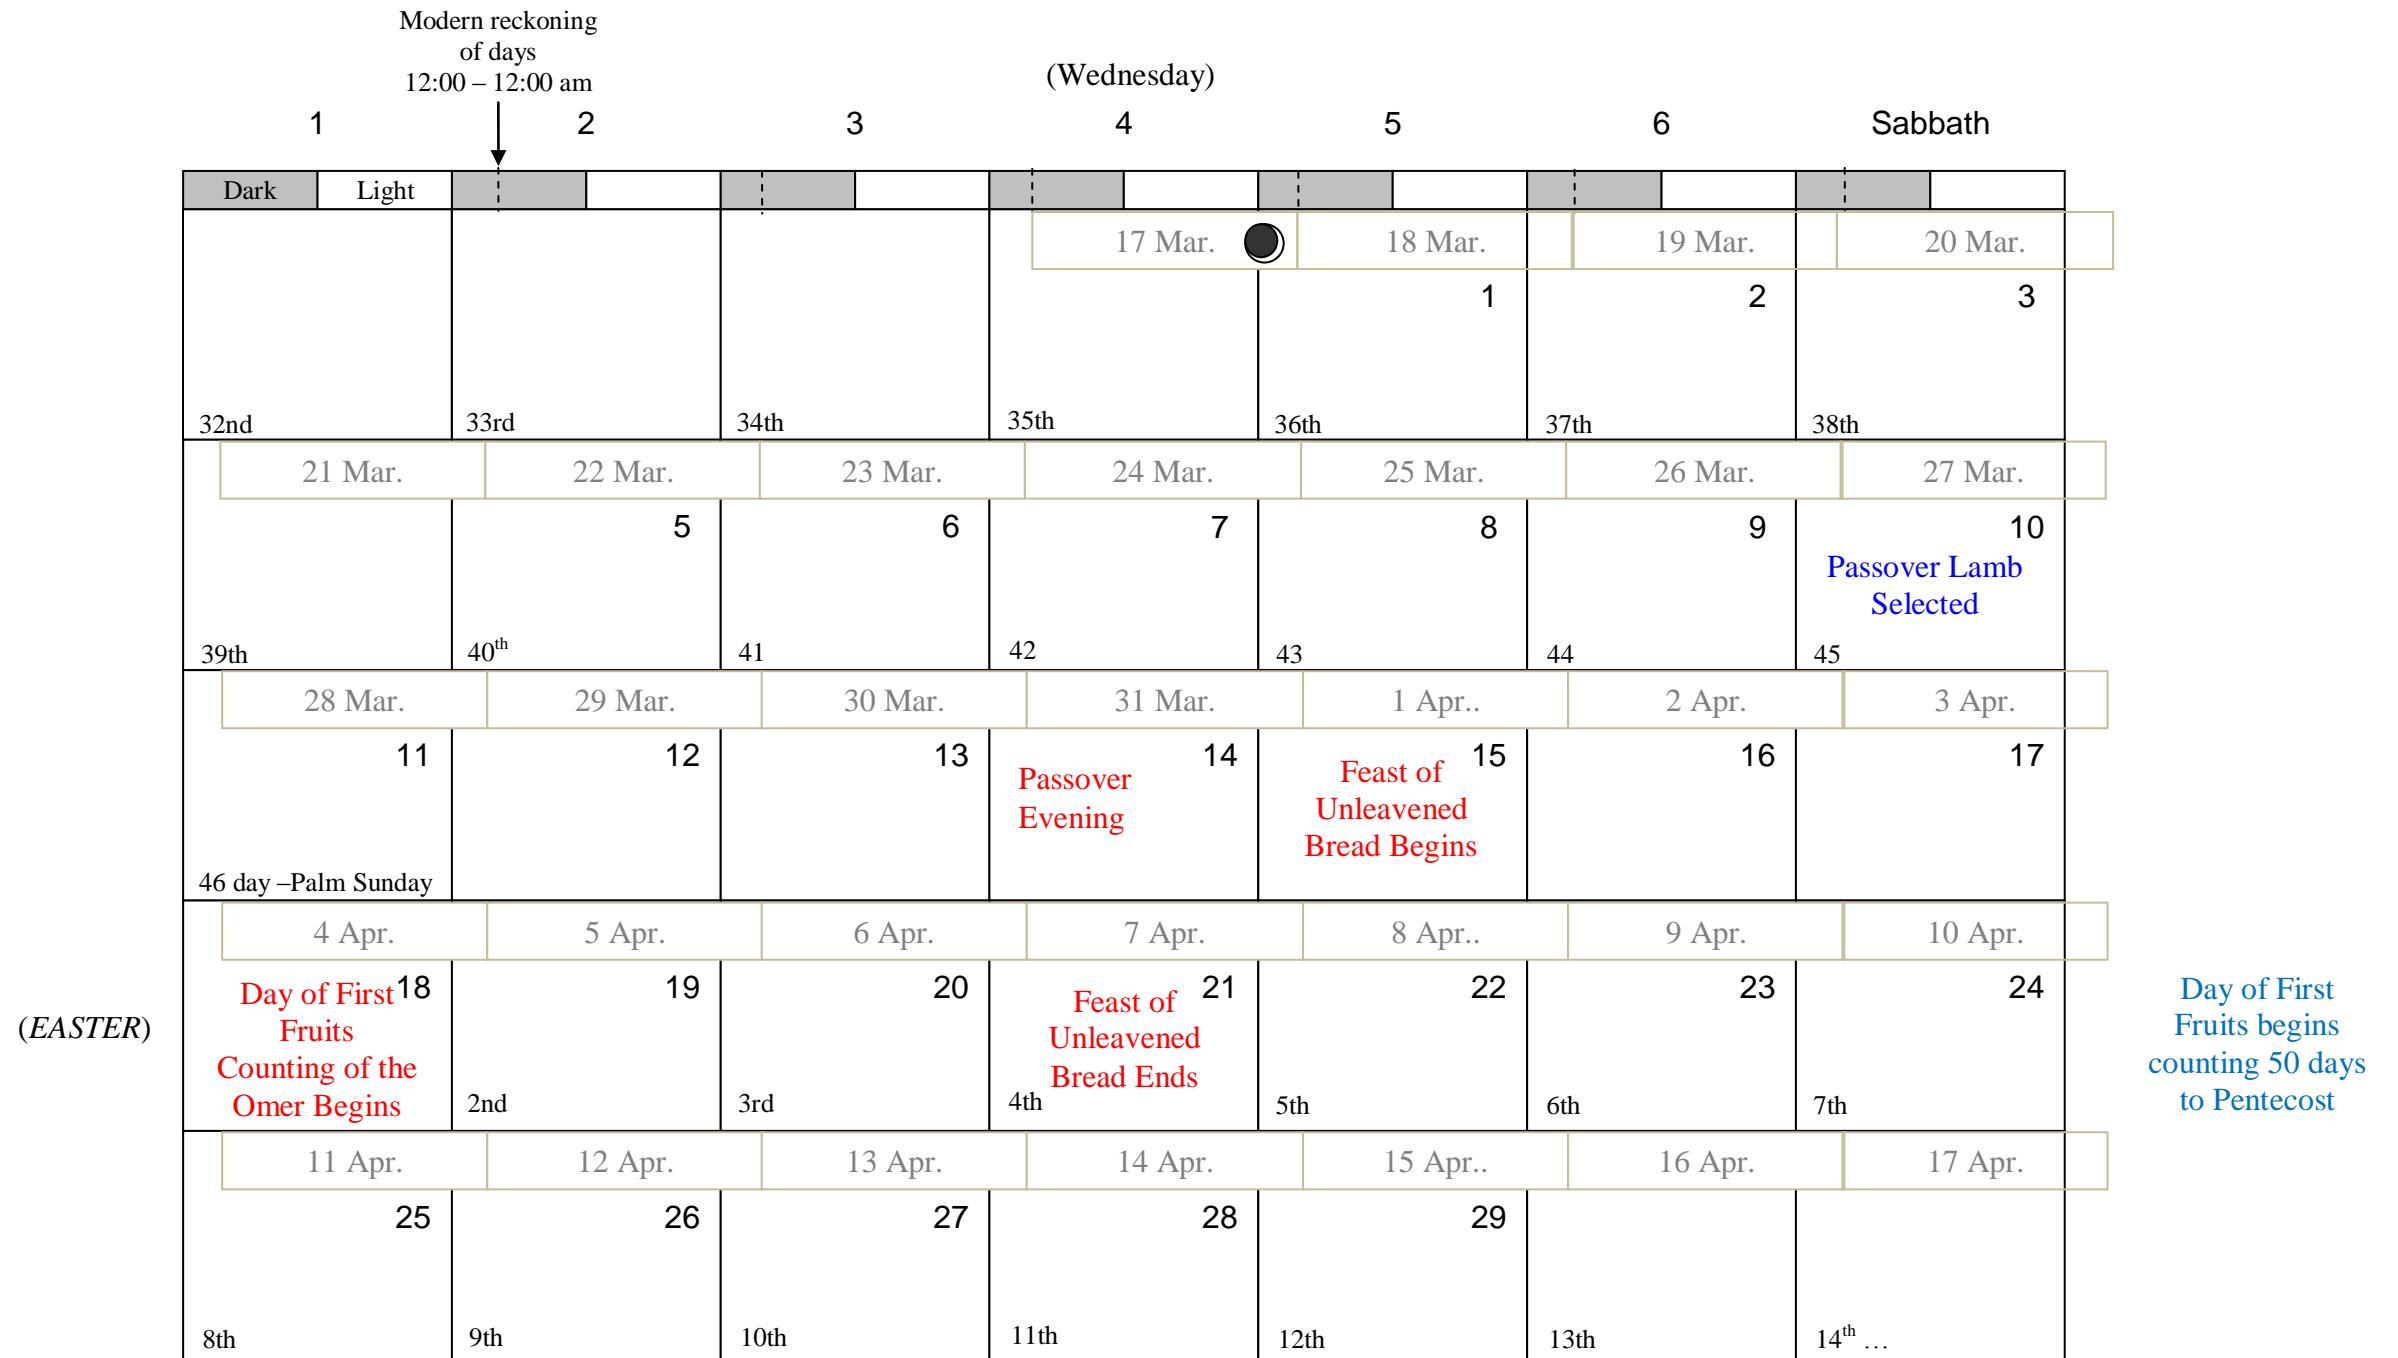 Modern reckoning
of days
12:00 – 12:00 am
(Wednesday)
1 2 3 4 5 6 Sabbath
Dark Light
17 Mar. 18 Mar. 19 Mar. 20 Mar.
1 2 3
32nd 33rd 34th 35th 36th 37th 38th
21 Mar. 22 Mar. 23 Mar. 24 Mar. 25 Mar. 26 Mar. 27 Mar.
5 6 7 8 9 10
Passover Lamb
Selected
39th 40th 41 42 43 44 45
28 Mar. 29 Mar. 30 Mar. 31 Mar. 1 Apr.. 2 Apr. 3 Apr.
11 12 13 14 15 16 17
Passover
Evening
Feast of
Unleavened
Bread Begins
46 day –Palm Sunday
4 Apr. 5 Apr. 6 Apr. 7 Apr. 8 Apr.. 9 Apr. 10 Apr.
18 19 20 21 22 23 24
(EASTER)
Day of First
Fruits
Counting of the
Omer Begins
Feast of
Unleavened
Bread Ends
2nd 3rd 4th 5th 6th 7th
Day of First
Fruits begins
counting 50 days
to Pentecost
11 Apr. 12 Apr. 13 Apr. 14 Apr. 15 Apr.. 16 Apr. 17 Apr.
25 26 27 28 29
8th 9th 10th 11th 12th 13th 14th …